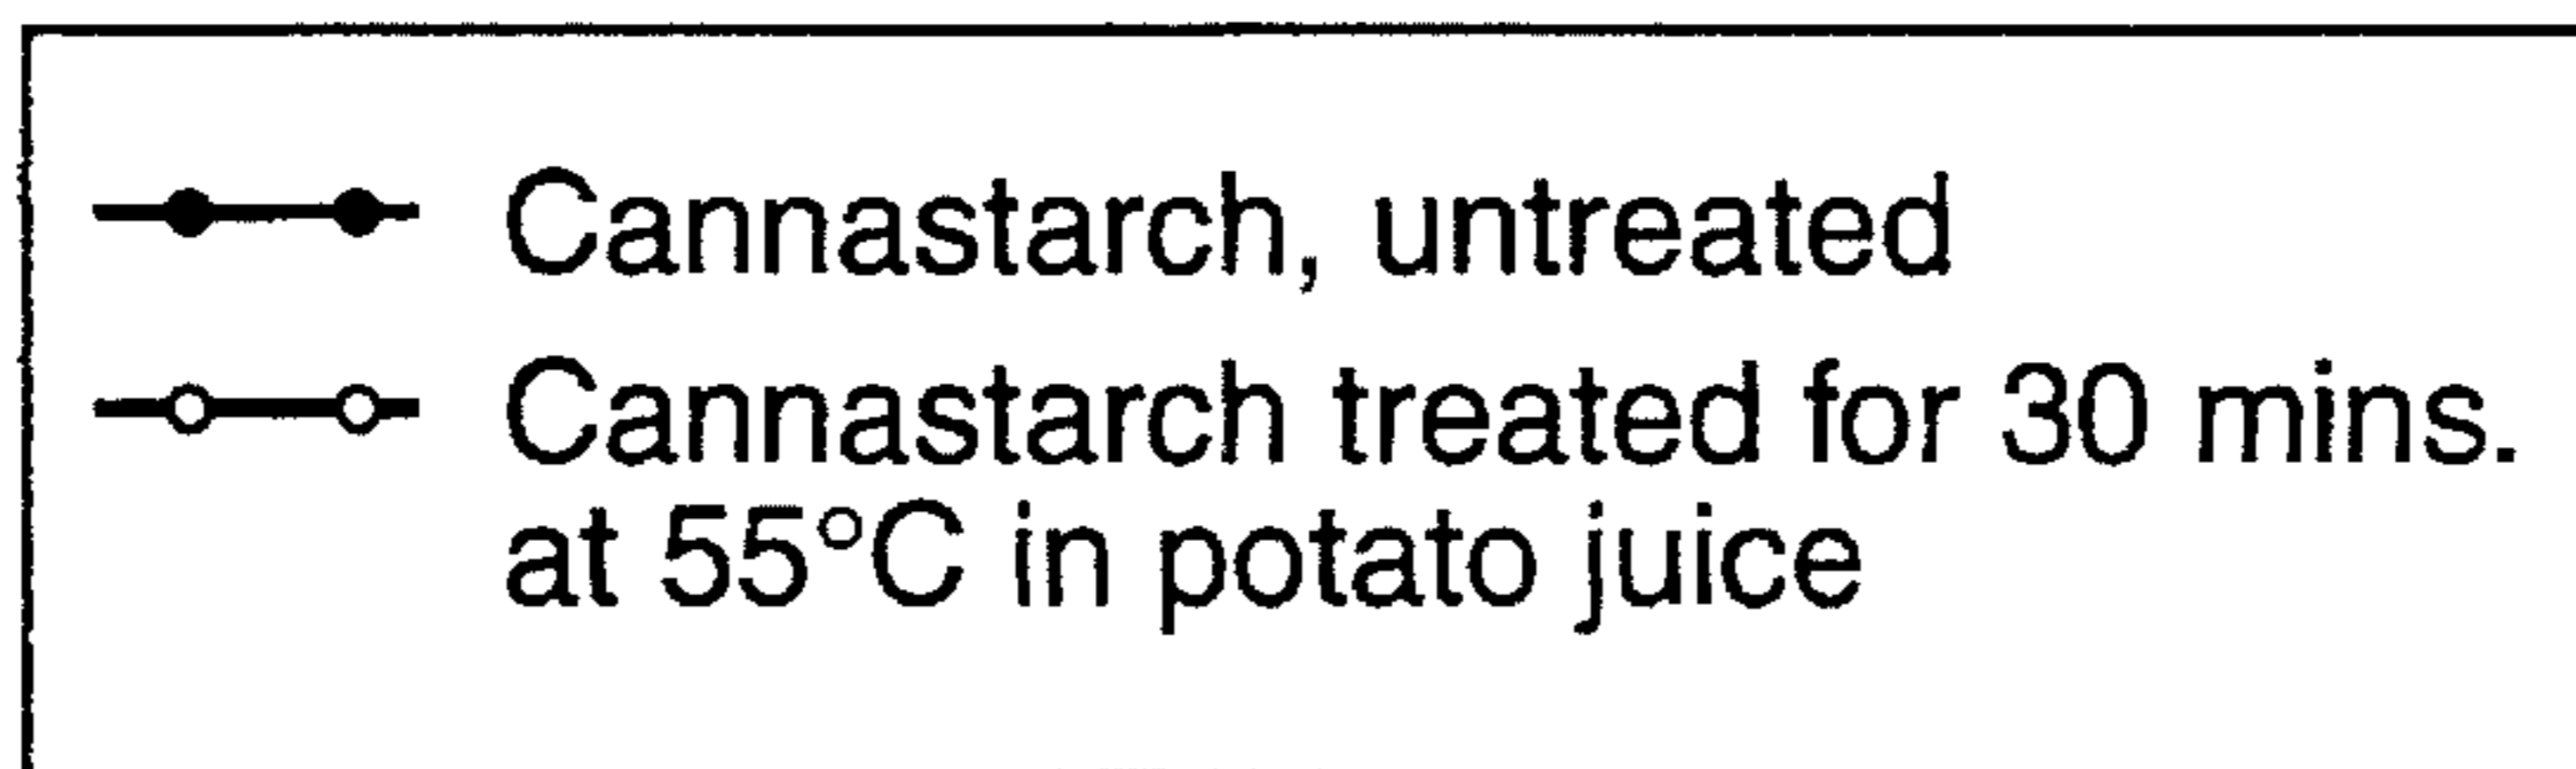 Cannastarch, untreated
Cannastarch treated for 30 mins.
at 55°C in potato juice